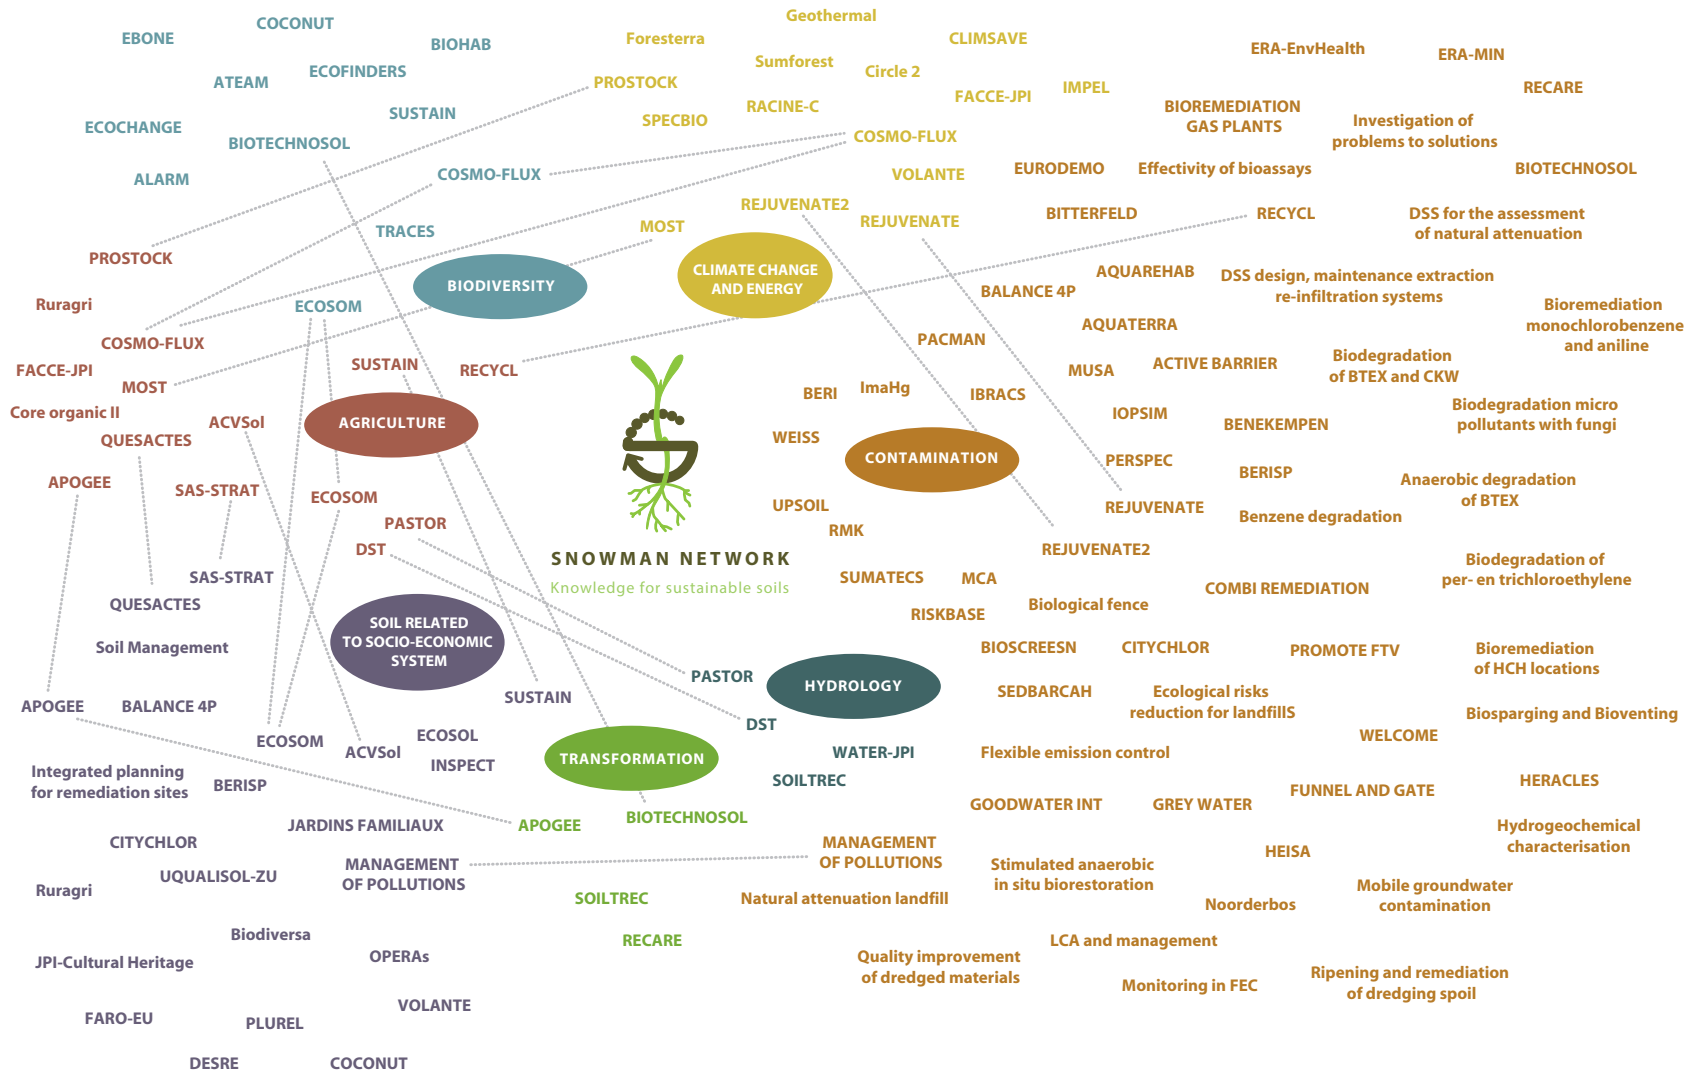 Geothermal
COCONUT
EBONE
BIOHAB
Foresterra
CLIMSAVE
ERA-EnvHealth
ERA-MIN
Sumforest
ECOFINDERS
Circle 2
ATEAM
PROSTOCK
IMPEL
RECARE
FACCE-JPI
RACINE-C
BIOREMEDIATION
GAS PLANTS
SUSTAIN
SPECBIO
Investigation of
problems to solutions
ECOCHANGE
COSMO-FLUX
BIOTECHNOSOL
EURODEMO
Effectivity of bioassays
BIOTECHNOSOL
COSMO-FLUX
VOLANTE
ALARM
REJUVENATE2
BITTERFELD
RECYCL
DSS for the assessment
of natural attenuation
REJUVENATE
MOST
TRACES
PROSTOCK
CLIMATE CHANGE
AND ENERGY
AQUAREHAB
DSS design, maintenance extraction
re-infiltration systems
BIODIVERSITY
BALANCE 4P
Ruragri
ECOSOM
Bioremediation
monochlorobenzene
and aniline
AQUATERRA
COSMO-FLUX
PACMAN
FACCE-JPI
SUSTAIN
RECYCL
MUSA
ACTIVE BARRIER
Biodegradation
of BTEX and CKW
MOST
BERI
ImaHg
IBRACS
Core organic II
ACVSol
AGRICULTURE
IOPSIM
BENEKEMPEN
Biodegradation micro
pollutants with fungi
QUESACTES
WEISS
CONTAMINATION
PERSPEC
BERISP
APOGEE
SAS-STRAT
ECOSOM
Anaerobic degradation
of BTEX
UPSOIL
REJUVENATE
Benzene degradation
PASTOR
RMK
DST
SNOWMAN NETWORK
Knowledge for sustainable soils
REJUVENATE2
SAS-STRAT
SUMATECS
MCA
COMBI REMEDIATION
Biodegradation of
per- en trichloroethylene
QUESACTES
RISKBASE
Biological fence
SOIL RELATED
TO SOCIO-ECONOMIC
SYSTEM
Soil Management
BIOSCREESN
CITYCHLOR
PROMOTE FTV
Bioremediation
of HCH locations
PASTOR
HYDROLOGY
SUSTAIN
SEDBARCAH
Ecological risks
reduction for landfillS
APOGEE
BALANCE 4P
Biosparging and Bioventing
DST
ECOSOM
ECOSOL
WELCOME
ACVSol
WATER-JPI
Flexible emission control
TRANSFORMATION
INSPECT
Integrated planning
for remediation sites
BERISP
SOILTREC
HERACLES
FUNNEL AND GATE
GOODWATER INT
GREY WATER
BIOTECHNOSOL
JARDINS FAMILIAUX
APOGEE
Hydrogeochemical
characterisation
CITYCHLOR
MANAGEMENT
OF POLLUTIONS
HEISA
MANAGEMENT
OF POLLUTIONS
Stimulated anaerobic
in situ biorestoration
UQUALISOL-ZU
Ruragri
SOILTREC
Natural attenuation landfill
Noorderbos
Mobile groundwater
contamination
Biodiversa
RECARE
LCA and management
JPI-Cultural Heritage
OPERAs
Quality improvement
of dredged materials
Monitoring in FEC
Ripening and remediation
of dredging spoil
VOLANTE
FARO-EU
PLUREL
DESRE
COCONUT